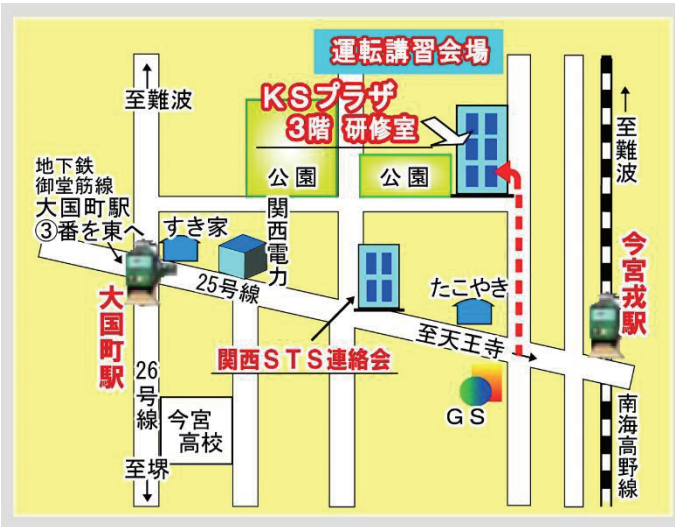 運転講習会場
KSプラザ
3階 研修室
至難波
至難波
公園
公園
地下鉄
御堂筋線
大国町駅
③番を東へ
すき家
関西電力
25号線
大国町駅
たこやき
今宮戎駅
至天王寺
関西STS連絡会
GS
26号線
今宮
高校
至堺
南海高野線